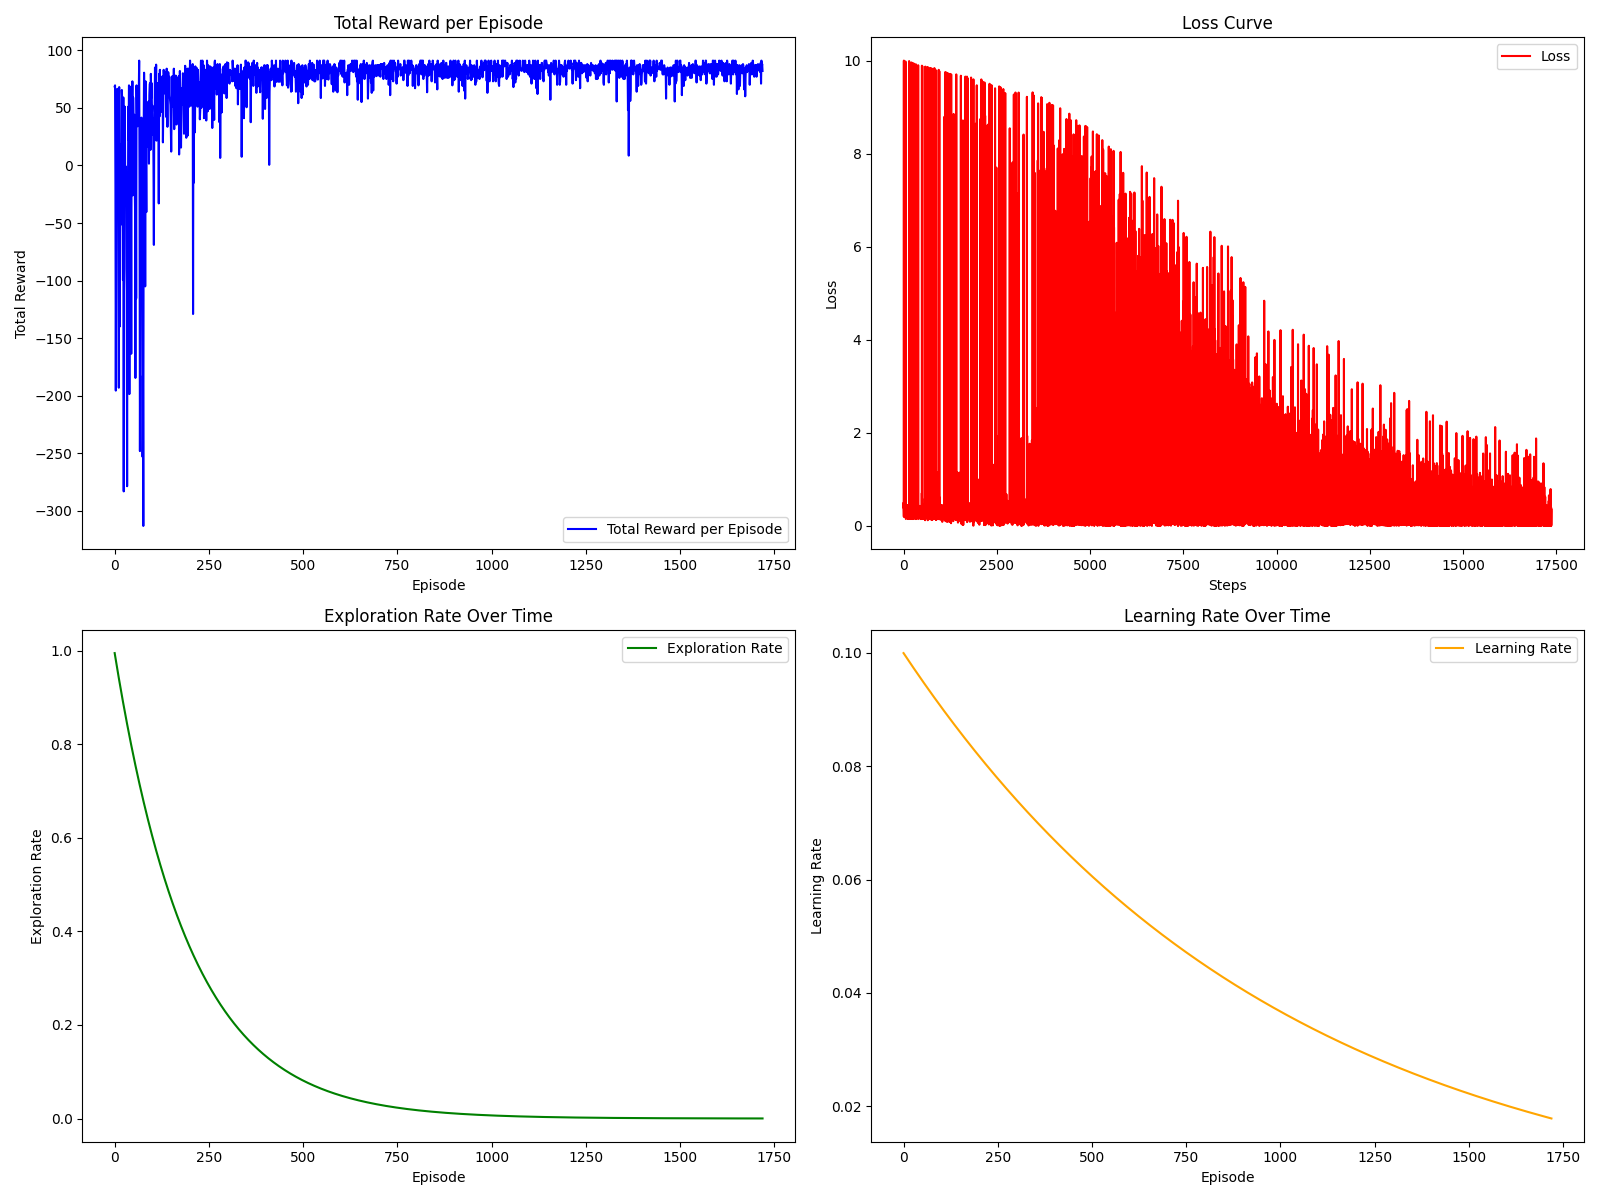 Total Reward per Episode
100
50
0
−50
−100
−150
−200
−250
−300
Total Reward
Total Reward per Episode
0 250 500 750 1000 1250 1500 1750
Episode
Loss Curve
Loss
10
8
6
4
2
0
Loss
0 2500 5000 7500 10000 12500 15000 17500
Steps
Exploration Rate Over Time
Exploration Rate
1.0
0.8
0.6
0.4
0.2
0.0
Exploration Rate
0 250 500 750 1000 1250 1500 1750
Episode
Learning Rate Over Time
Learning Rate
0.10
0.08
0.06
0.04
0.02
Learning Rate
0 250 500 750 1000 1250 1500 1750
Episode